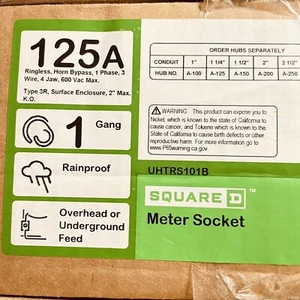 125A
Ringless, Horn Bypass, 1 Phase, 3
Wire, 4 Jaw, 600 Vac Max.
Type 3R, Surface Enclosure, 2" Max.
K.O.
1 Gang
Rainproof
Overhead or
Underground
Feed
ORDER HUBS SEPARATELY
CONDUIT 1" 1 1/4" 1 1/2" 2" 2 1/2"
HUB NO. A-100 A-125 A-150 A-200 A-250
WARNING: This product can expose you to
Nickel, which is known to the state of California to
cause cancer, and Toluene which is known to the
State of California to cause birth defects or other
reproductive harm. For more information go to
www.P65warning.ca.gov
UHTRS101B
SQUARE D ™
Meter Socket